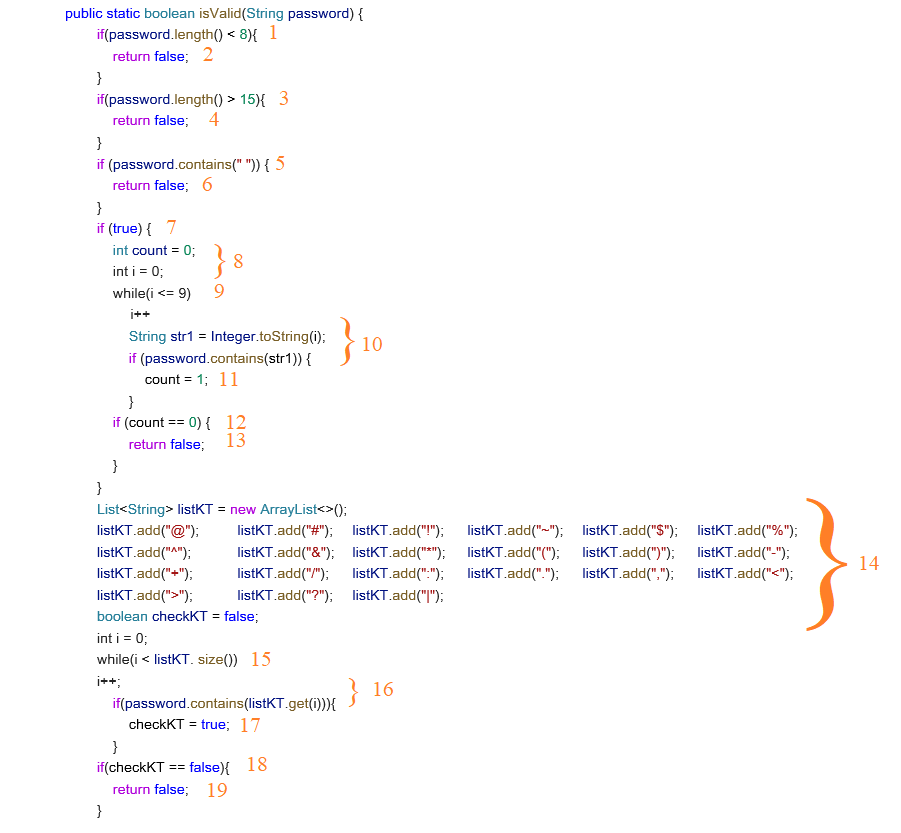 public static boolean isValid(String password) {
if(password.length() < 8){ 1
return false; 2
}
if(password.length() > 15){ 3
return false; 4
}
if (password.contains(" ")) { 5
return false; 6
}
if (true) { 7
int count = 0;
int i = 0;
} 8
while(i <= 9) 9
i++
String str1 = Integer.toString(i);
if (password.contains(str1)) {
} 10
count = 1; 11
}
if (count == 0) { 12
return false; 13
}
}
List<String> listKT = new ArrayList<>();
listKT.add("@"); listKT.add("#"); listKT.add("!"); listKT.add("~"); listKT.add("$"); listKT.add("%");
listKT.add("^"); listKT.add("&"); listKT.add("*"); listKT.add("("); listKT.add(")"); listKT.add("-");
listKT.add("+"); listKT.add("/"); listKT.add(":"); listKT.add("."); listKT.add(","); listKT.add("<");
listKT.add(">"); listKT.add("?"); listKT.add("|");
boolean checkKT = false;
int i = 0;
} 14
while(i < listKT. size()) 15
i++;
if(password.contains(listKT.get(i))){
} 16
checkKT = true; 17
}
if(checkKT == false){ 18
return false; 19
}